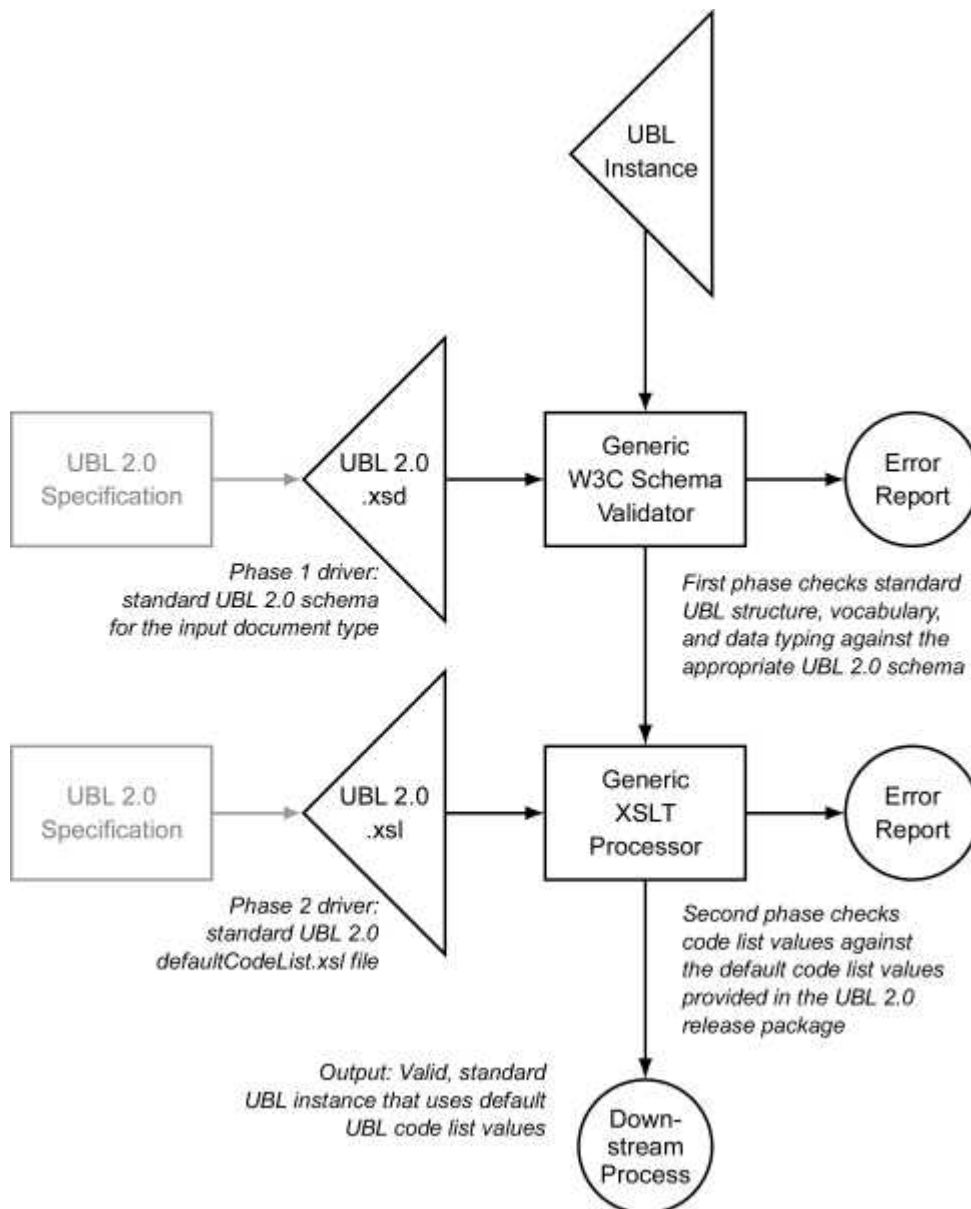 UBL
Instance
UBL 2.0
Specification
UBL 2.0
.xsd
Generic
W3C Schema
Validator
Error
Report
Phase 1 driver:
standard UBL 2.0 schema
for the input document type
First phase checks standard
UBL structure, vocabulary,
and data typing against the
appropriate UBL 2.0 schema
UBL 2.0
Specification
UBL 2.0
.xsl
Generic
XSLT
Processor
Error
Report
Phase 2 driver:
standard UBL 2.0
defaultCodeList.xsl file
Second phase checks
code list values against
the default code list values
provided in the UBL 2.0
release package
Output: Valid, standard
UBL instance that uses default
UBL code list values
Down-
stream
Process